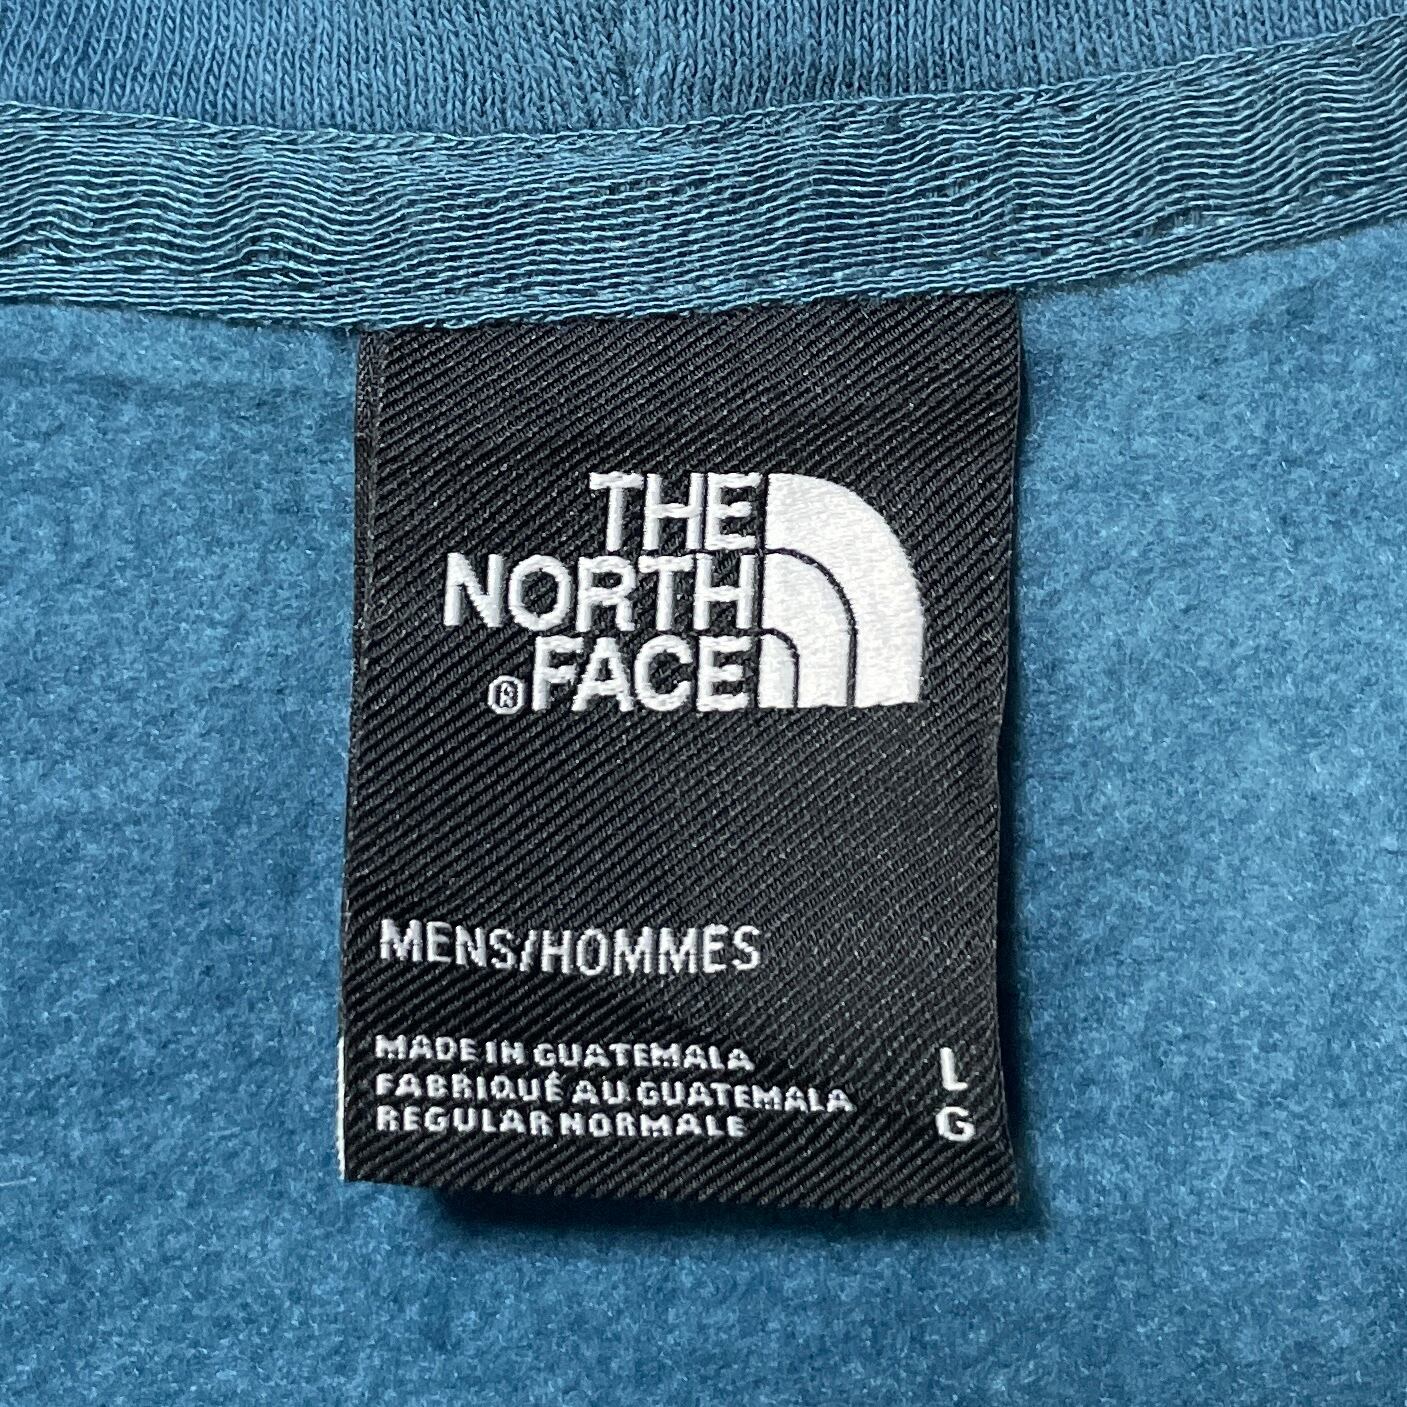 THE
NORTH
®FACE
MENS/HOMMES
MADE IN GUATEMALA
FABRIQUÉ AU GUATEMALA
REGULAR NORMALE
L
G